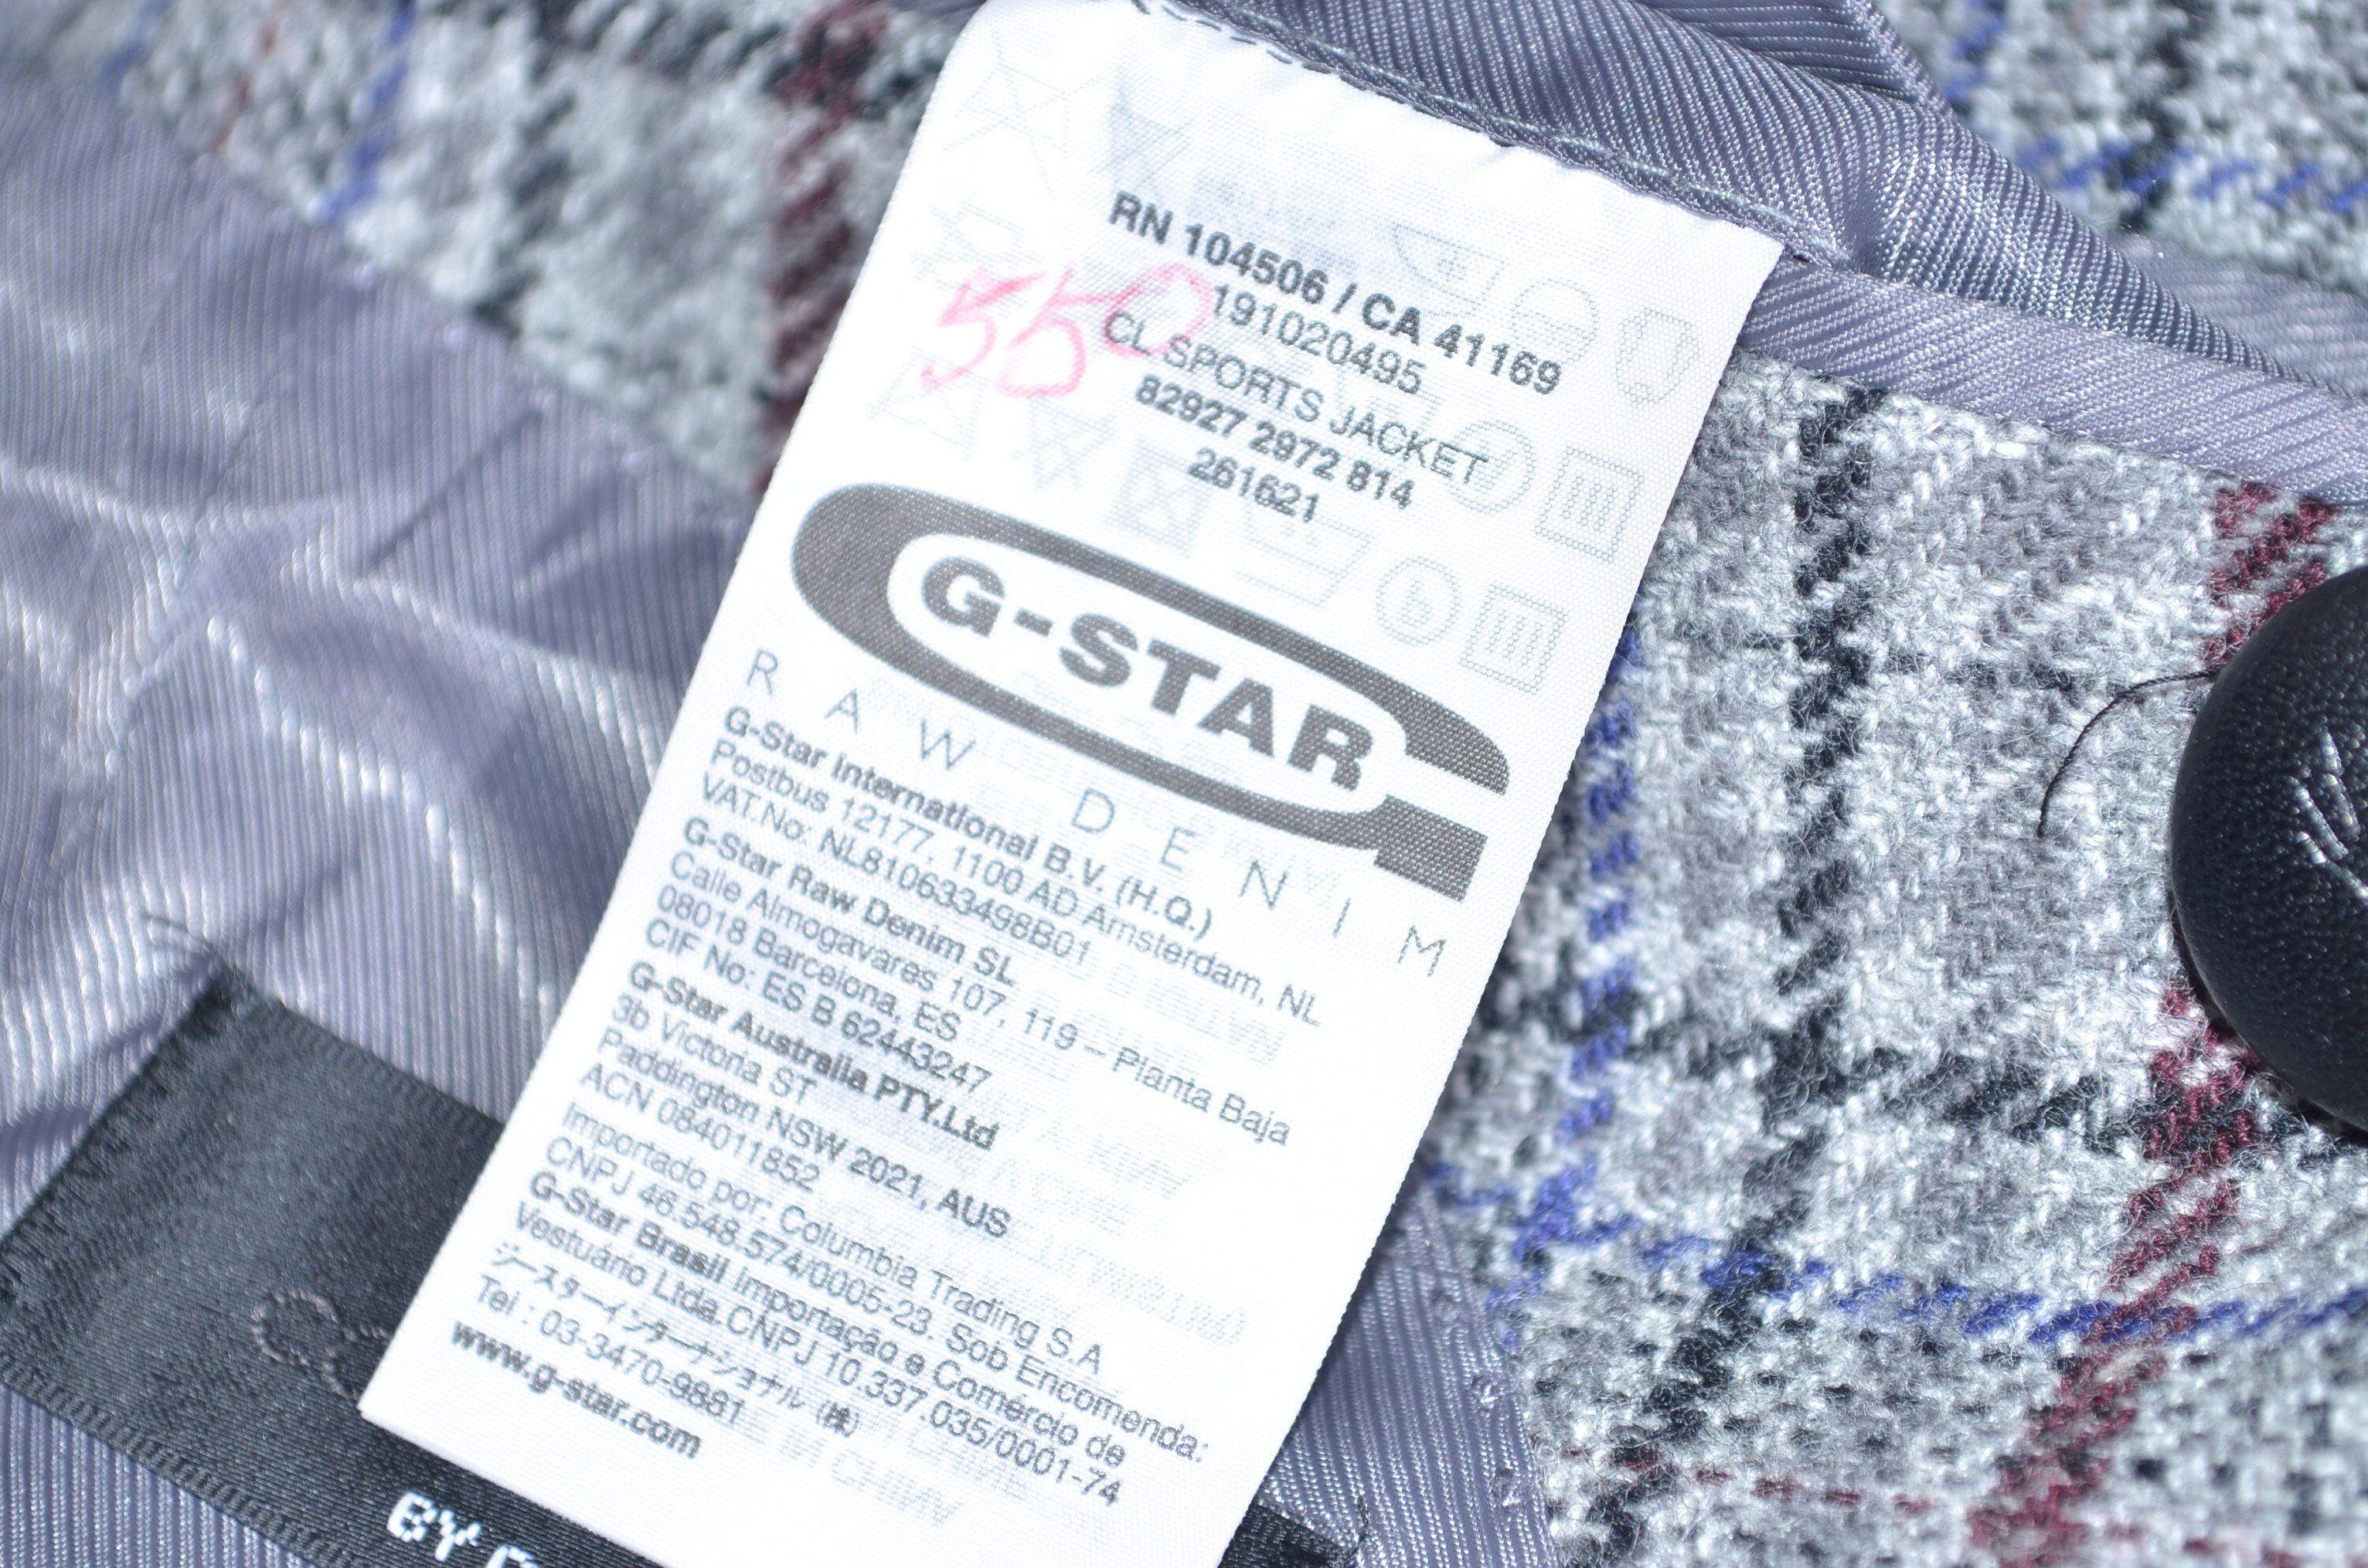 RN 104506 / CA 41169
191020495
550
CL SPORTS JACKET
82927 2972 814
261621
G-STAR
RAW DENIM
G-Star International B.V. (H.Q.)
Postbus 12177, 1100 AD Amsterdam, NL
VAT.No: NL810633498B01
G-Star Raw Denim SL
Calle Almogavares 107, 119 – Planta Baja
08018 Barcelona, ES
CIF No: ES B 62443247
G-Star Australia PTY.Ltd
3b Victoria ST
Paddington NSW 2021, AUS
ACN 084011852
Importado por: Columbia Trading S.A
CNPJ 46.548.574/0005-23. Sob Encomenda:
G-Star Brasil Importação e Comércio de
Vestuário Ltda.CNPJ 10.337.035/0001-74
ジースターインターナショナル (株)
Tel : 03-3470-9881
www.g-star.com
BY